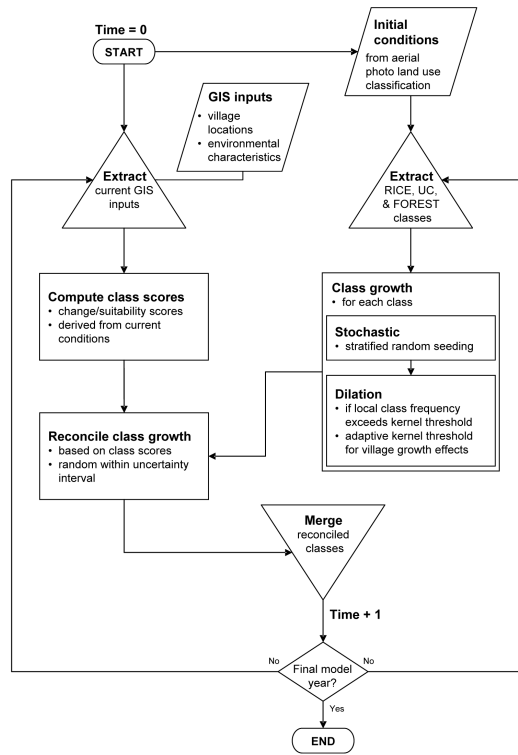 Time = 0
START
Initial
conditions
from aerial
photo land use
classification
GIS inputs
• village
locations
• environmental
characteristics
Extract
current GIS
inputs
Extract
RICE, UC,
& FOREST
classes
Compute class scores
• change/suitability scores
• derived from current
conditions
Class growth
• for each class
Stochastic
• stratified random seeding
Dilation
• if local class frequency
exceeds kernel threshold
• adaptive kernel threshold
for village growth effects
Reconcile class growth
• based on class scores
• random within uncertainty
interval
Merge
reconciled
classes
Time + 1
No
Final model
year?
No
Yes
END